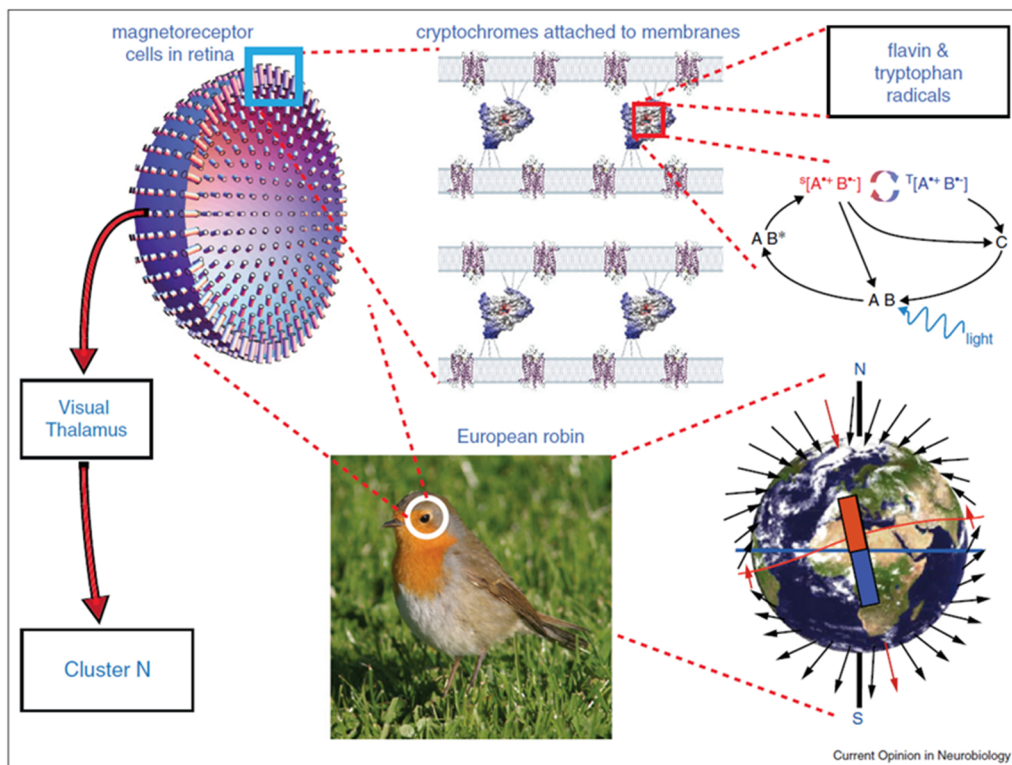 magnetoreceptor
cells in retina
cryptochromes attached to membranes
flavin &
tryptophan
radicals
S[A•+ B•−] T[A•+ B•−]
A B*
C
A B
light
Visual
Thalamus
European robin
N
Cluster N
S
Current Opinion in Neurobiology